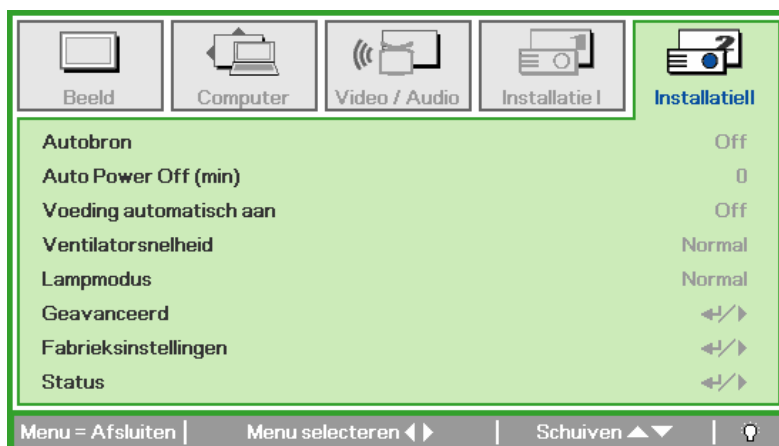 Beeld Computer Video / Audio Installatie I InstallatieII
Autobron Off
Auto Power Off (min) 0
Voeding automatisch aan Off
Ventilatorsnelheid Normal
Lampmodus Normal
Geavanceerd
Fabrieksinstellingen
Status
Menu = Afsluiten | Menu selecteren | Schuiven |